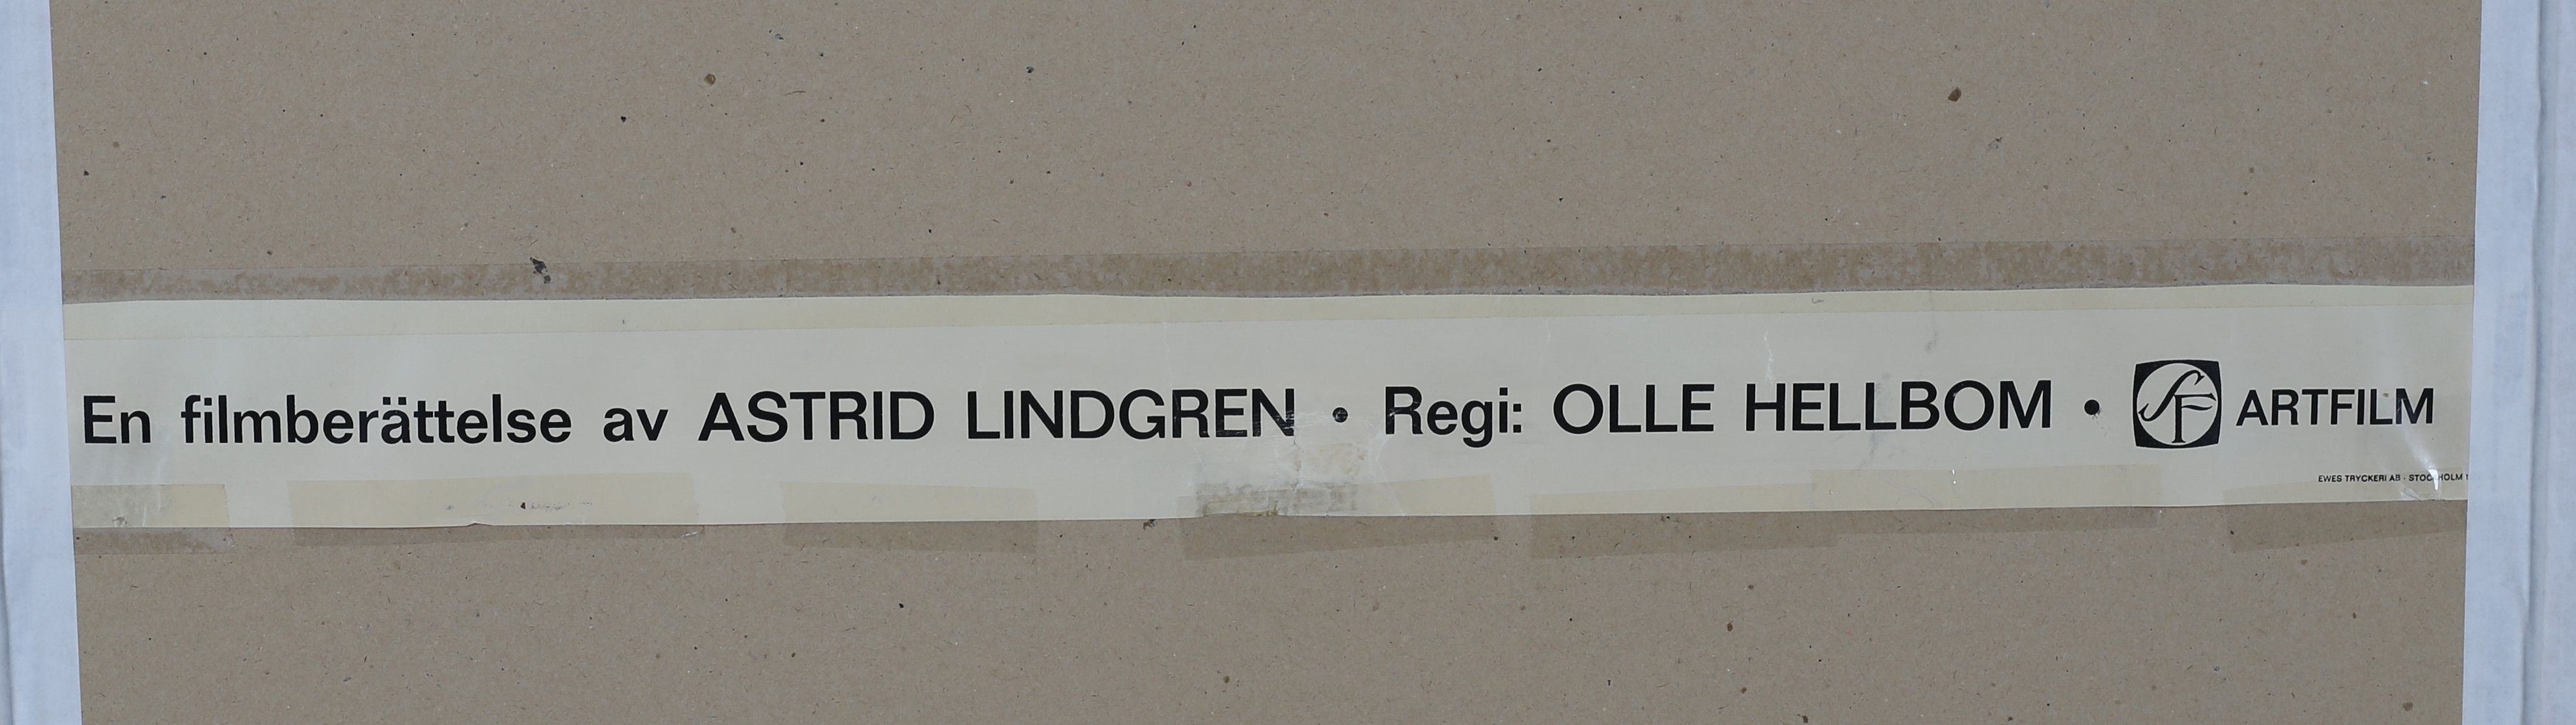 En filmberättelse av ASTRID LINDGREN • Regi: OLLE HELLBOM • SF ARTFILM
EWES TRYCKERI AB · STOCKHOLM